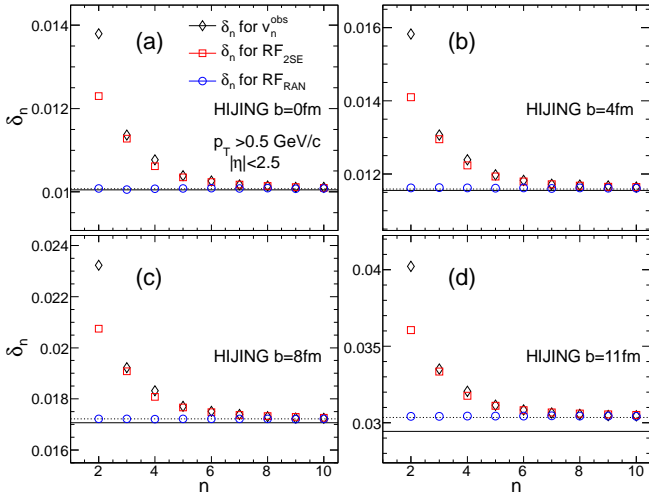 (a)
δn for vn^obs
δn for RF2SE
δn for RFRAN
HIJING b=0fm
pT >0.5 GeV/c
|η|<2.5
0.014
0.012
0.01
δn
(b)
HIJING b=4fm
0.016
0.014
0.012
(c)
HIJING b=8fm
0.024
0.022
0.02
0.018
0.016
δn
2 4 6 8 10
n
(d)
HIJING b=11fm
0.04
0.035
0.03
2 4 6 8 10
n